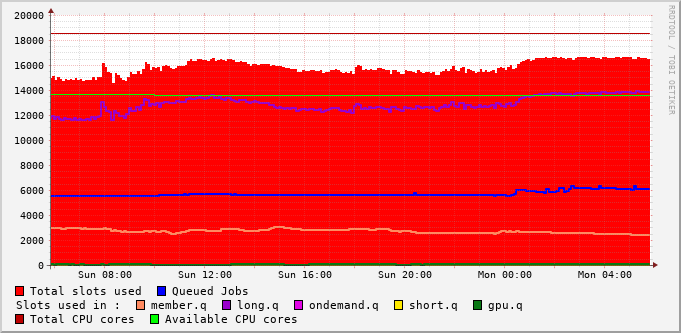 20000
18000
16000
14000
12000
10000
8000
6000
4000
2000
0
Sun 08:00 Sun 12:00 Sun 16:00 Sun 20:00 Mon 00:00 Mon 04:00
RRDTOOL / TOBI OETIKER
Total slots used Queued Jobs
Slots used in : member.q long.q ondemand.q short.q gpu.q
Total CPU cores Available CPU cores